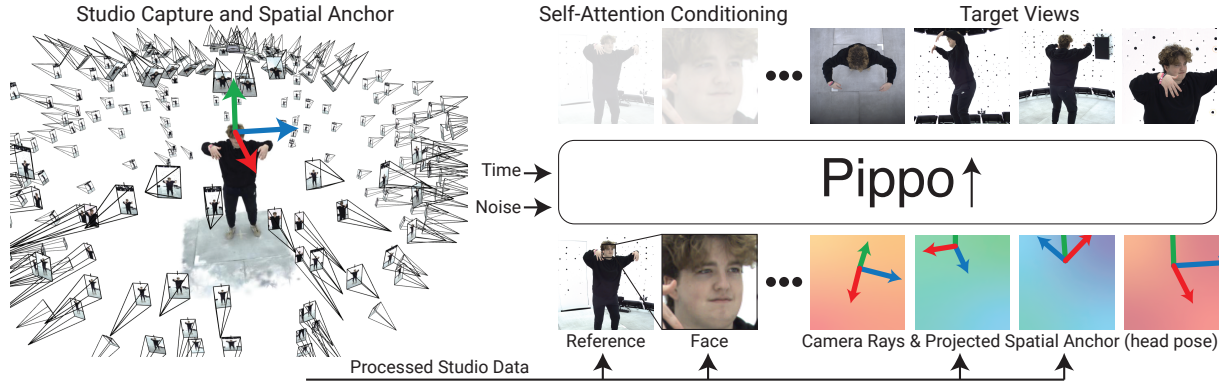 Studio Capture and Spatial Anchor
Self-Attention Conditioning
Target Views
Time
Noise
Pippo
Reference
Face
Camera Rays & Projected Spatial Anchor (head pose)
Processed Studio Data